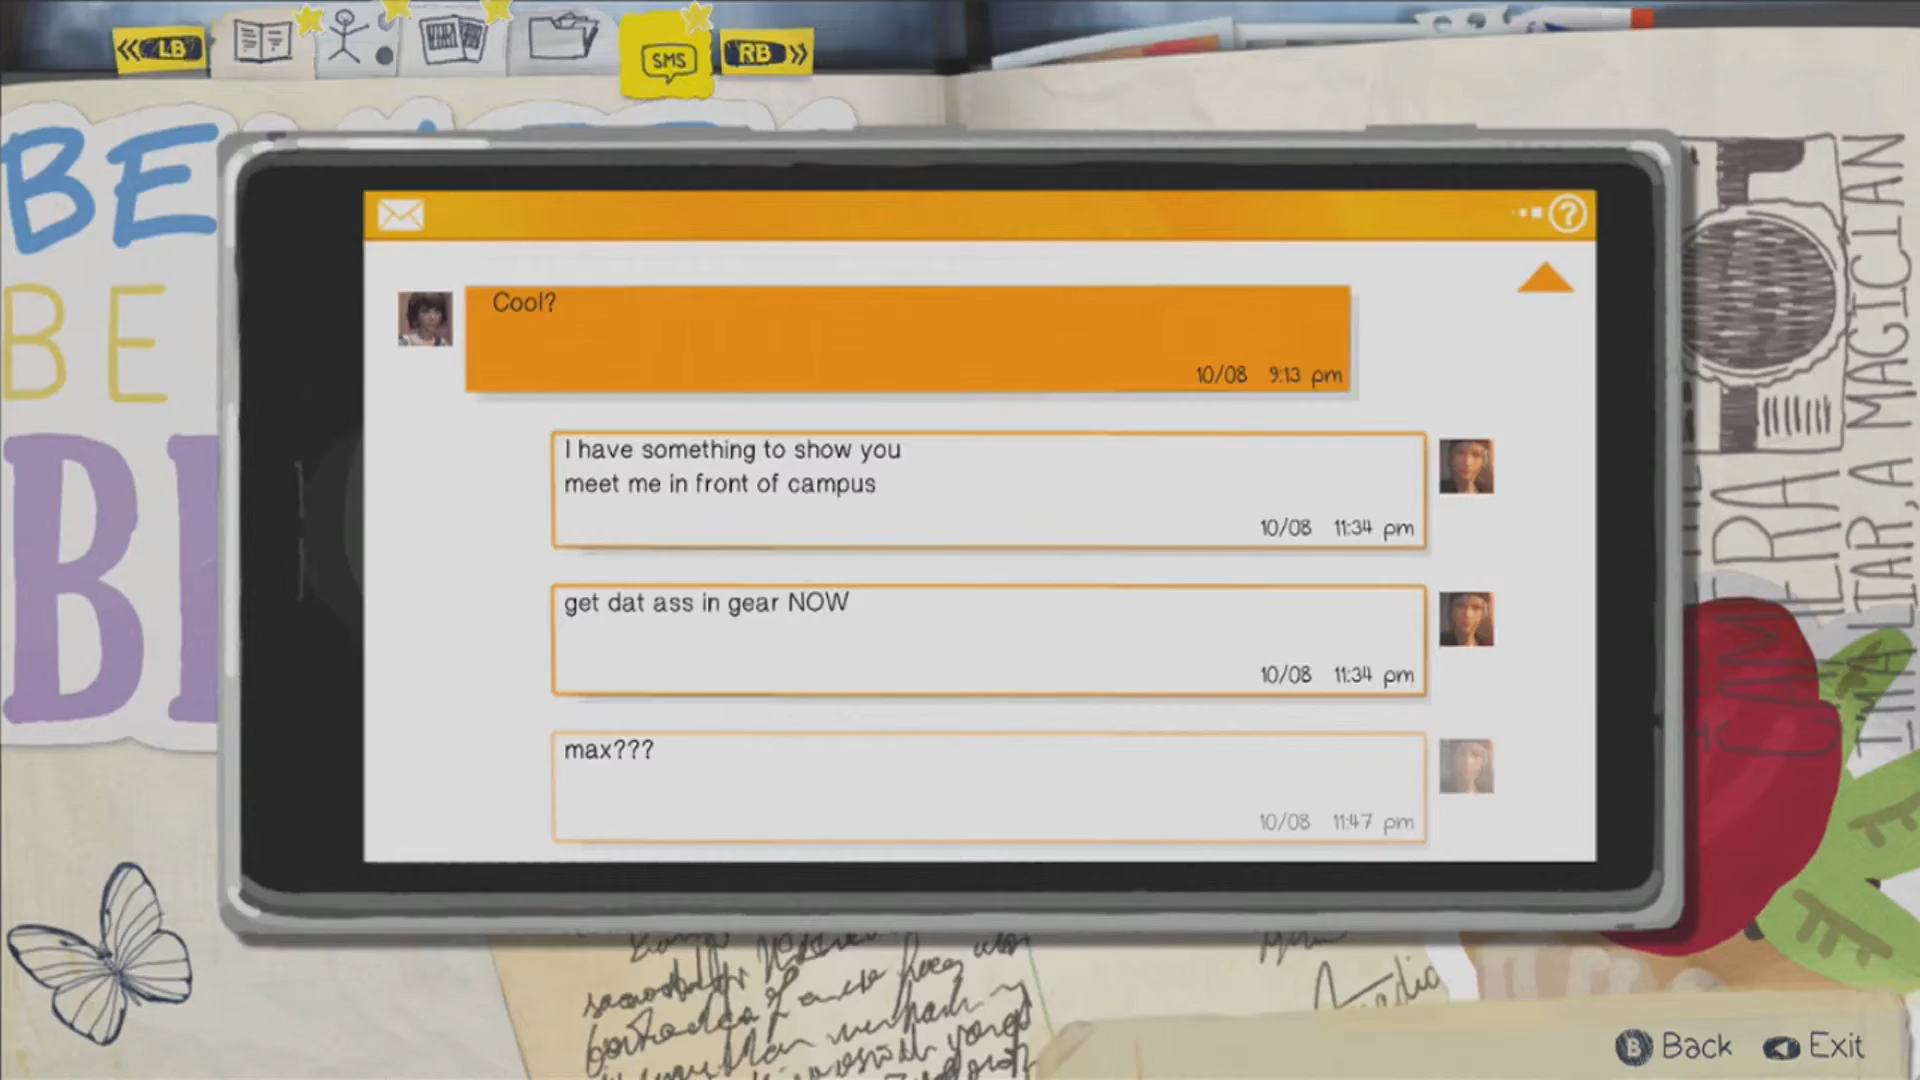 LB
SMS
RB
BE
BE
Cool?
10/08 9:13 pm
I have something to show you
meet me in front of campus
10/08 11:34 pm
get dat ass in gear NOW
10/08 11:34 pm
max???
10/08 11:47 pm
CAMERA
LIAR, A MAGICIAN
B Back
Exit